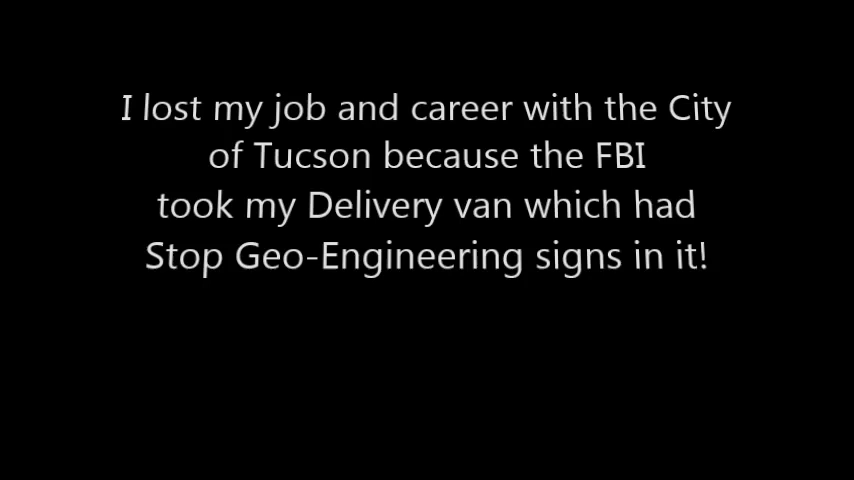 I lost my job and career with the City
of Tucson because the FBI
took my Delivery van which had
Stop Geo-Engineering signs in it!